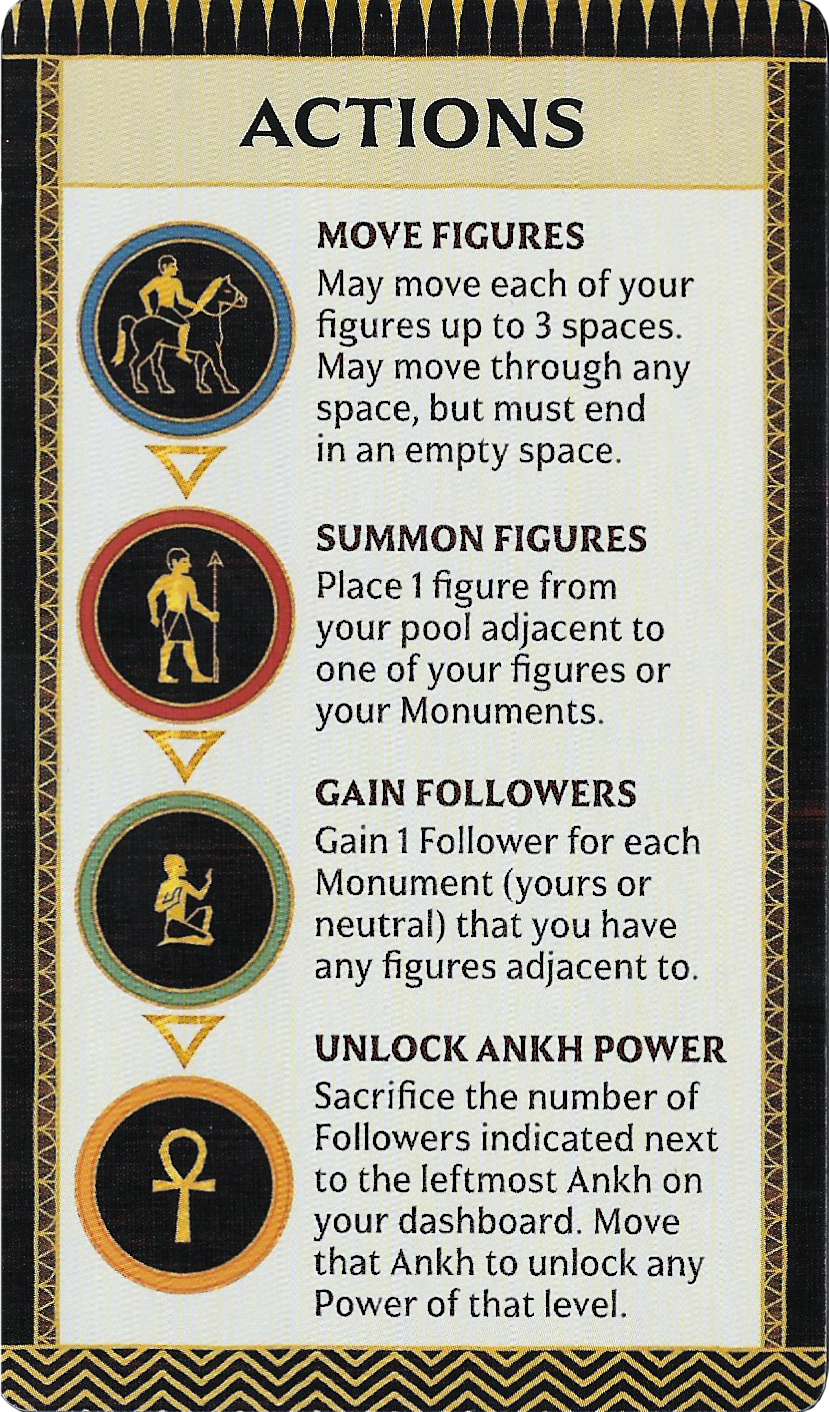 ACTIONS
MOVE FIGURES
May move each of your
figures up to 3 spaces.
May move through any
space, but must end
in an empty space.
SUMMON FIGURES
Place 1 figure from
your pool adjacent to
one of your figures or
your Monuments.
GAIN FOLLOWERS
Gain 1 Follower for each
Monument (yours or
neutral) that you have
any figures adjacent to.
UNLOCK ANKH POWER
Sacrifice the number of
Followers indicated next
to the leftmost Ankh on
your dashboard. Move
that Ankh to unlock any
Power of that level.